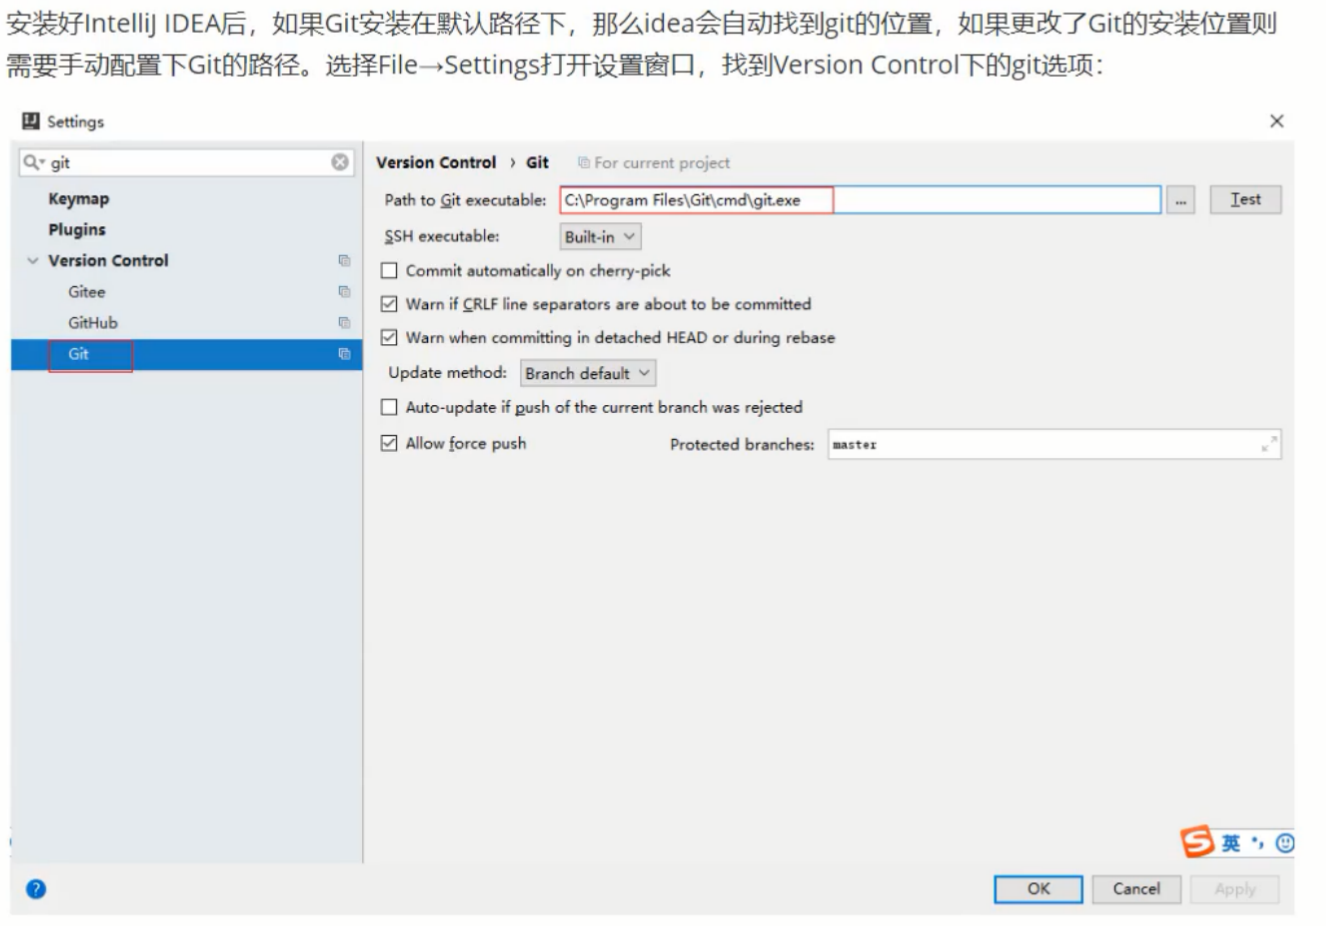 安装好IntelliJ IDEA后，如果Git安装在默认路径下，那么idea会自动找到git的位置，如果更改了Git的安装位置则
需要手动配置下Git的路径。选择File→Settings打开设置窗口，找到Version Control下的git选项：
Settings
git
Keymap
Plugins
Version Control
Gitee
GitHub
Git
Version Control › Git For current project
Path to Git executable: C:\Program Files\Git\cmd\git.exe ... Test
SSH executable: Built-in
Commit automatically on cherry-pick
Warn if CRLF line separators are about to be committed
Warn when committing in detached HEAD or during rebase
Update method: Branch default
Auto-update if push of the current branch was rejected
Allow force push Protected branches: master
S 英
? OK Cancel Apply